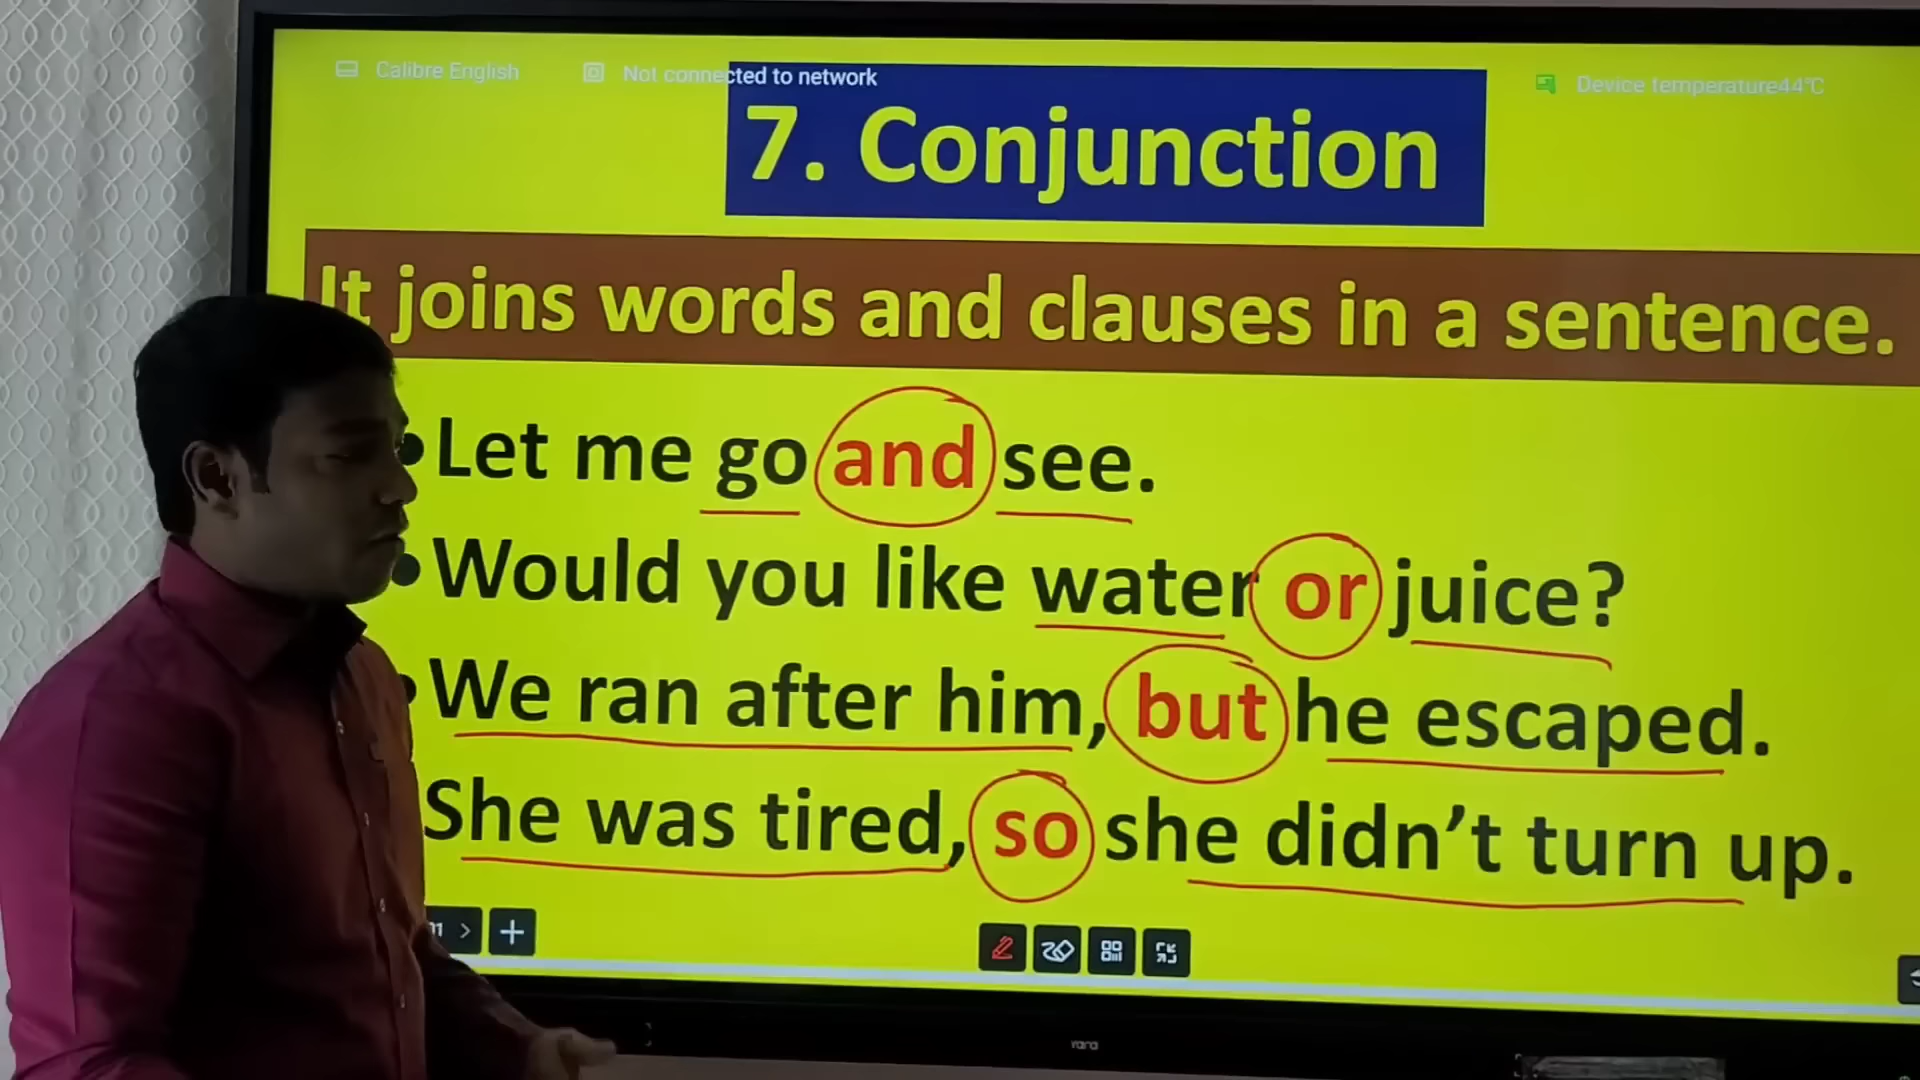 Calibre English
Not connected to network
Device temperature44°C
7. Conjunction
It joins words and clauses in a sentence.
•Let me go and see.
•Would you like water or juice?
•We ran after him, but he escaped.
She was tired, so she didn't turn up.